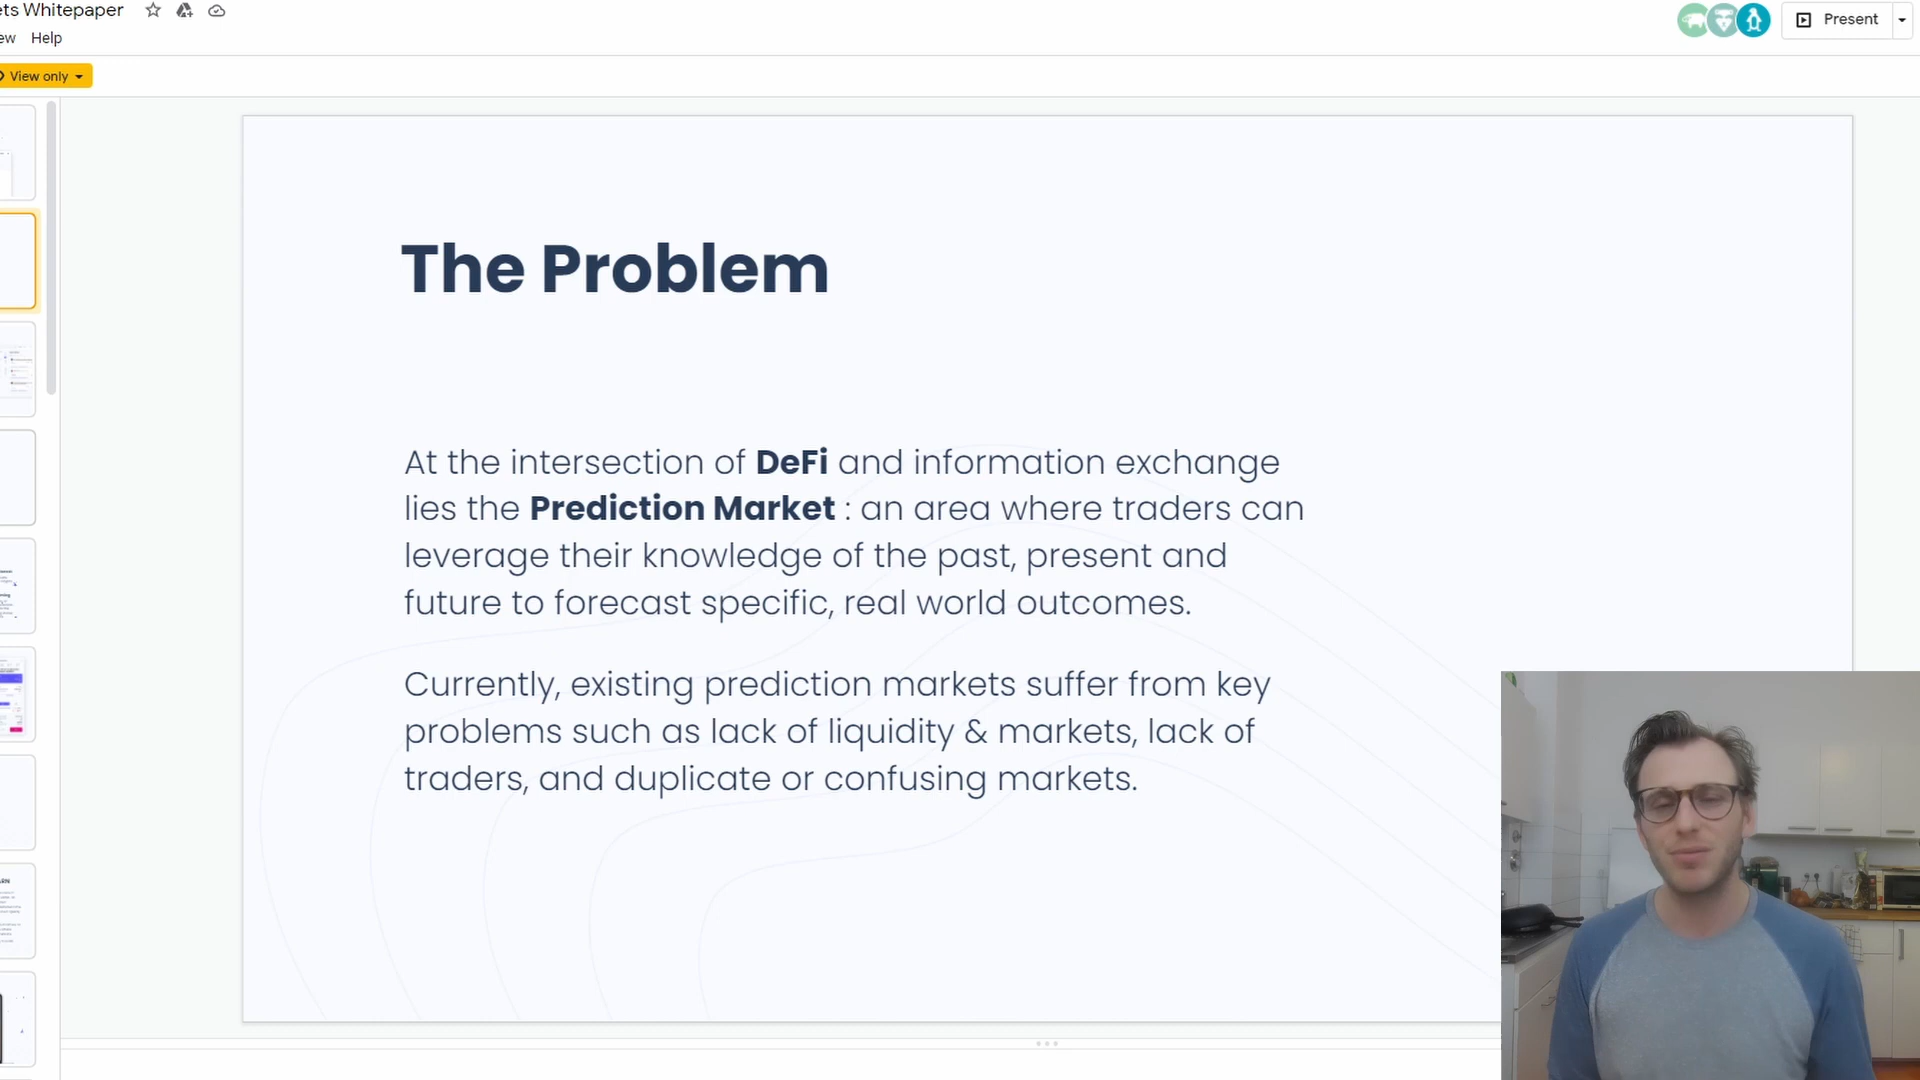 ets Whitepaper
ew Help
Present
View only
The Problem
At the intersection of DeFi and information exchange
lies the Prediction Market : an area where traders can
leverage their knowledge of the past, present and
future to forecast specific, real world outcomes.
Currently, existing prediction markets suffer from key
problems such as lack of liquidity & markets, lack of
traders, and duplicate or confusing markets.